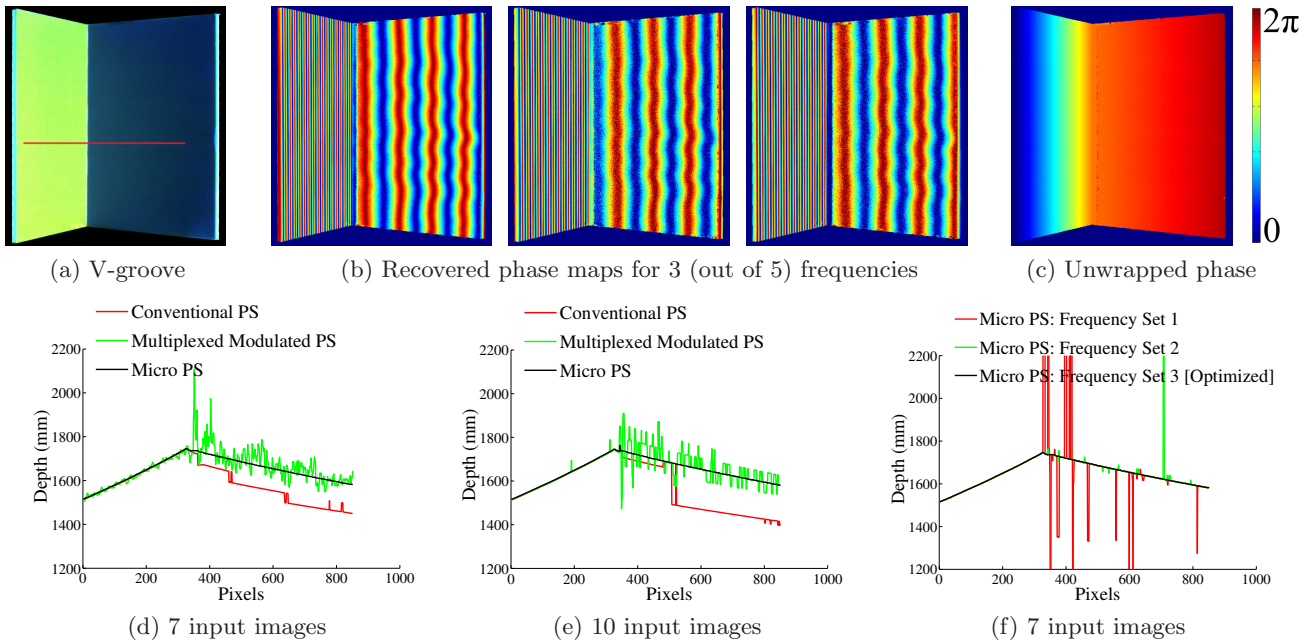 2π
0
(a) V-groove
(b) Recovered phase maps for 3 (out of 5) frequencies
(c) Unwrapped phase
Conventional PS
Multiplexed Modulated PS
Micro PS
2200
2000
1800
1600
1400
1200
Depth (mm)
0 200 400 600 800 1000
Pixels
(d) 7 input images
Conventional PS
Multiplexed Modulated PS
Micro PS
2200
2000
1800
1600
1400
1200
Depth (mm)
0 200 400 600 800 1000
Pixels
(e) 10 input images
Micro PS: Frequency Set 1
Micro PS: Frequency Set 2
Micro PS: Frequency Set 3 [Optimized]
2200
2000
1800
1600
1400
1200
Depth (mm)
0 200 400 600 800 1000
Pixels
(f) 7 input images